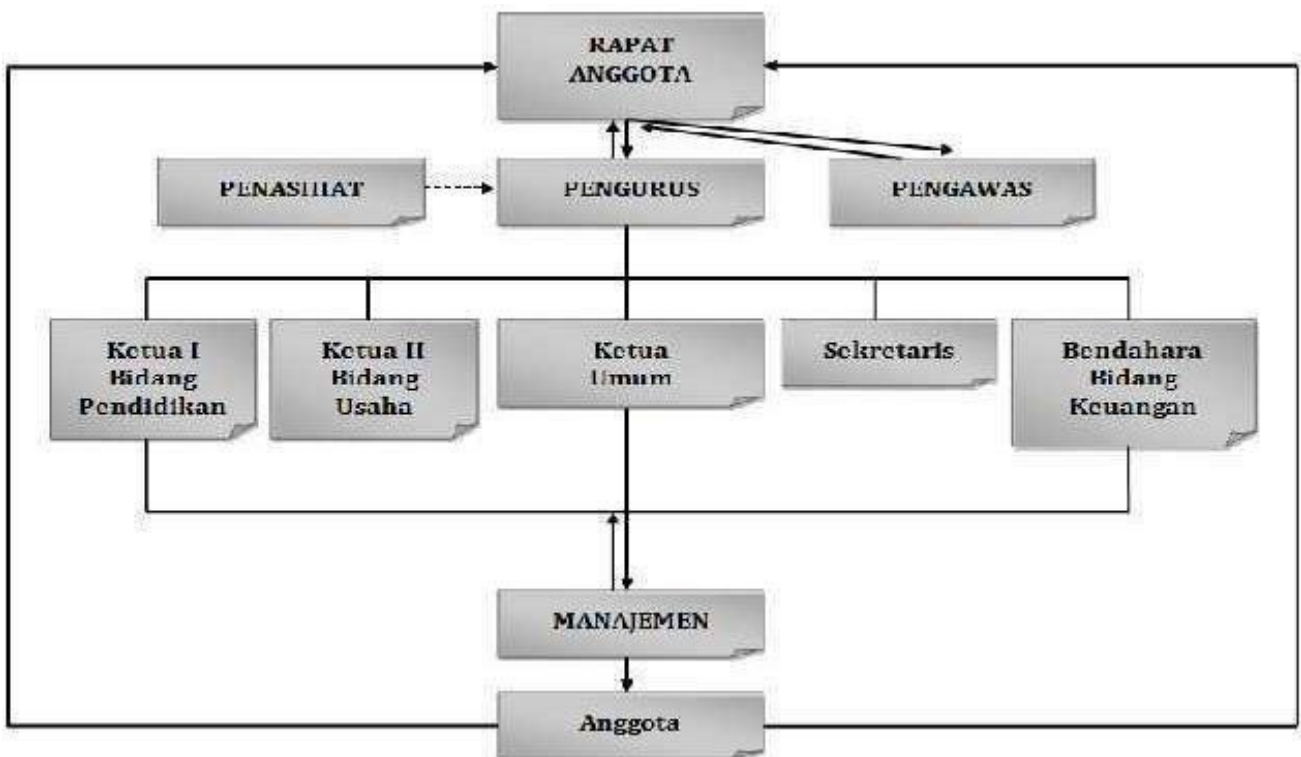 RAPAT
ANGGOTA
PENASIHAT
PENGURUS
PENGAWAS
Ketua I
Bidang
Pendidikan
Ketua II
Bidang
Usaha
Ketua
Umum
Sekretaris
Bendahara
Bidang
Keuangan
MANAJEMEN
Anggota